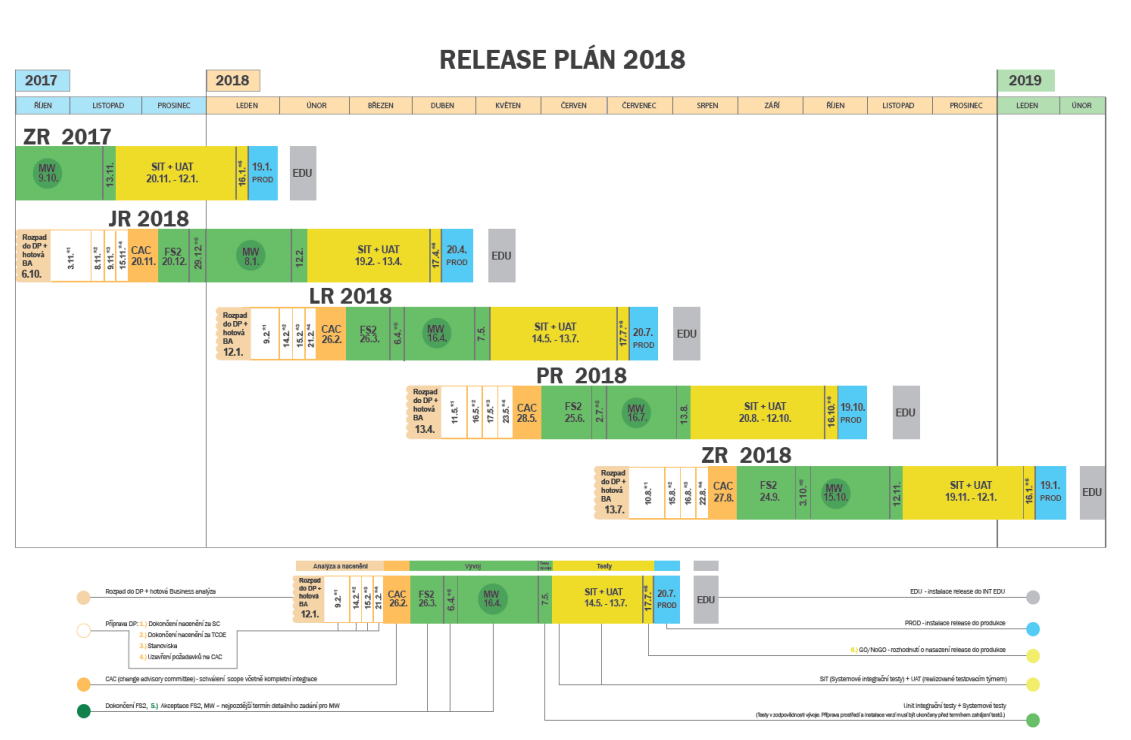 RELEASE PLÁN 2018
2017 2018 2019
ŘÍJEN LISTOPAD PROSINEC LEDEN ÚNOR BŘEZEN DUBEN KVĚTEN ČERVEN ČERVENEC SRPEN ZÁŘÍ ŘÍJEN LISTOPAD PROSINEC LEDEN ÚNOR
ZR 2017
MW
9.10.
13.11.
SIT + UAT
20.11. - 12.1.
16.1.*6
19.1.
PROD
EDU
JR 2018
Rozpad
do DP +
hotová
BA
6.10.
3.11.*1
8.11.*2
9.11.*3
15.11.*4
CAC
20.11.
FS2
20.12.
29.12.*5
MW
8.1.
12.2.
SIT + UAT
19.2. - 13.4.
17.4.*6
20.4.
PROD
EDU
LR 2018
Rozpad
do DP +
hotová
BA
12.1.
9.2.*1
14.2.*2
15.2.*3
21.2.*4
CAC
26.2.
FS2
26.3.
6.4.*5
MW
16.4.
7.5.
SIT + UAT
14.5. - 13.7.
17.7.*6
20.7.
PROD
EDU
PR 2018
Rozpad
do DP +
hotová
BA
13.4.
11.5.*1
16.5.*2
17.5.*3
23.5.*4
CAC
28.5.
FS2
25.6.
2.7.*5
MW
16.7.
13.8.
SIT + UAT
20.8. - 12.10.
16.10.*6
19.10.
PROD
EDU
ZR 2018
Rozpad
do DP +
hotová
BA
13.7.
10.8.*1
15.8.*2
16.8.*3
22.8.*4
CAC
27.8.
FS2
24.9.
3.10.*5
MW
15.10.
12.11.
SIT + UAT
19.11. - 12.1.
16.1.*6
19.1.
PROD
EDU
Analýza a nacenění Vývoj Testy
Rozpad
do DP +
hotová
BA
12.1.
9.2.*1
14.2.*2
15.2.*3
21.2.*4
CAC
26.2.
FS2
26.3.
6.4.*5
MW
16.4.
7.5.
SIT + UAT
14.5. - 13.7.
17.7.*6
20.7.
PROD
EDU
Rozpad do DP + hotová Business analýza
Příprava DP: 1.) Dokončení nacenění za SC
2.) Dokončení nacenění za TCOE
3.) Stanoviska
4.) Uzavření požadavků na CAC
CAC (change advisory committee) - schválení scope včetně kompletní integrace
Dokončení FS2, 5.) Akceptace FS2, MW – nejpozdější termín detailního zadání pro MW
EDU - instalace release do INT EDU
PROD - instalace release do produkce
6.) GO/NoGO - rozhodnutí o nasazení release do produkce
SIT (Systémové integrační testy) + UAT (realizované testovacím týmem)
Unit Integrační testy + Systemové testy
(Testy v zodpovědnosti vývoje. Příprava prostředí a instalace verzí musí být ukončeny před termínem zahájení testů.)